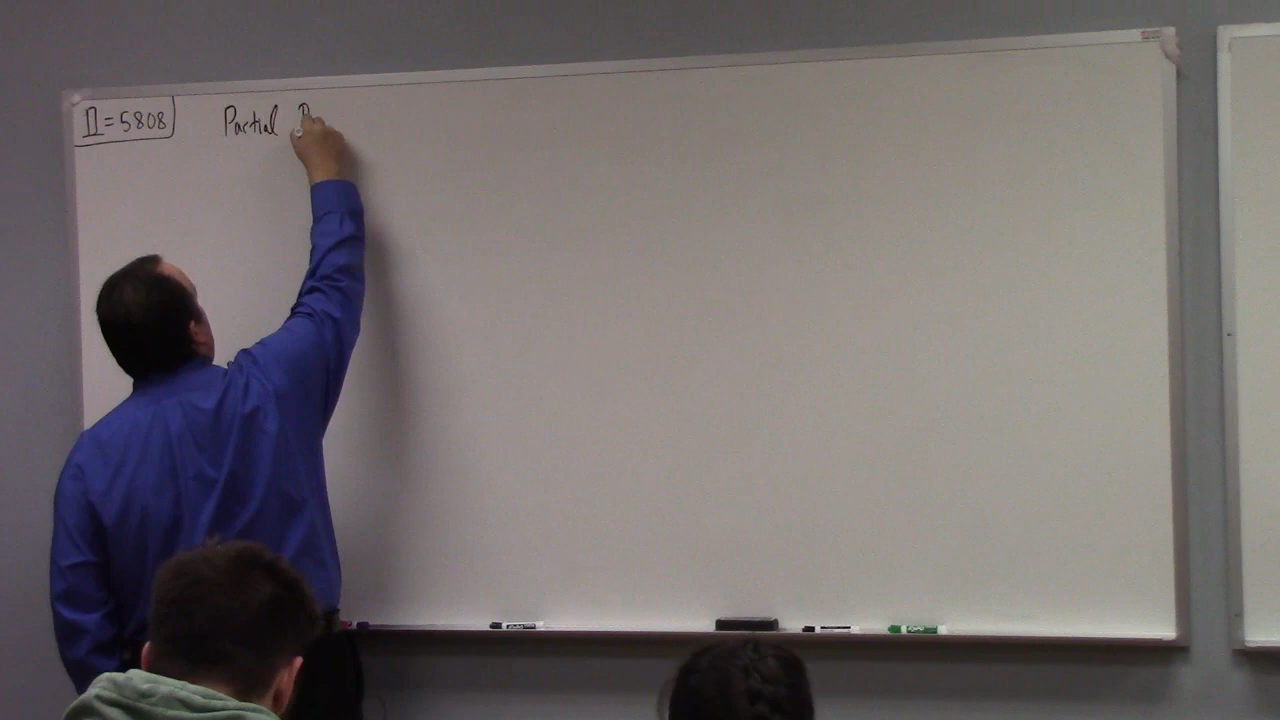 𝕀 = 5808
Partial